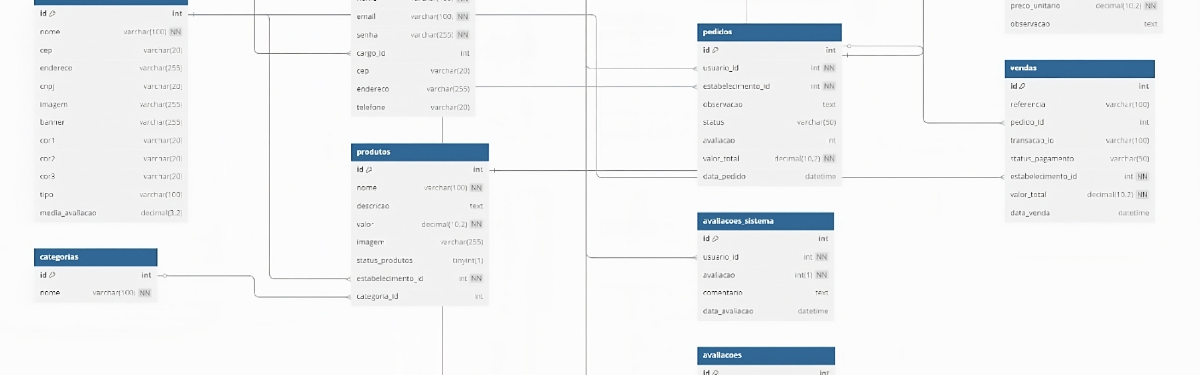 id int
nome varchar(100) NN
cep varchar(20)
endereco varchar(255)
cnpj varchar(20)
imagem varchar(255)
banner varchar(255)
cor1 varchar(20)
cor2 varchar(20)
cor3 varchar(20)
tipo varchar(100)
media_avaliacao decimal(3,2)
categorias
id int
nome varchar(100) NN
email varchar(100) NN
senha varchar(255) NN
cargo_id int
cep varchar(20)
endereco varchar(255)
telefone varchar(20)
produtos
id int
nome varchar(100) NN
descricao text
valor decimal(10,2) NN
imagem varchar(255)
status_produtos tinyint(1)
estabelecimento_id int NN
categoria_id int
pedidos
id int
usuario_id int NN
estabelecimento_id int NN
observacao text
status varchar(50)
avaliacao int
valor_total decimal(10,2) NN
data_pedido datetime
avaliacoes_sistema
id int
usuario_id int NN
avaliacao int(1) NN
comentario text
data_avaliacao datetime
avaliacoes
id int
preco_unitario decimal(10,2) NN
observacao text
vendas
id int
referencia varchar(100)
pedido_id int
transacao_id varchar(100)
status_pagamento varchar(50)
estabelecimento_id int NN
valor_total decimal(10,2) NN
data_venda datetime